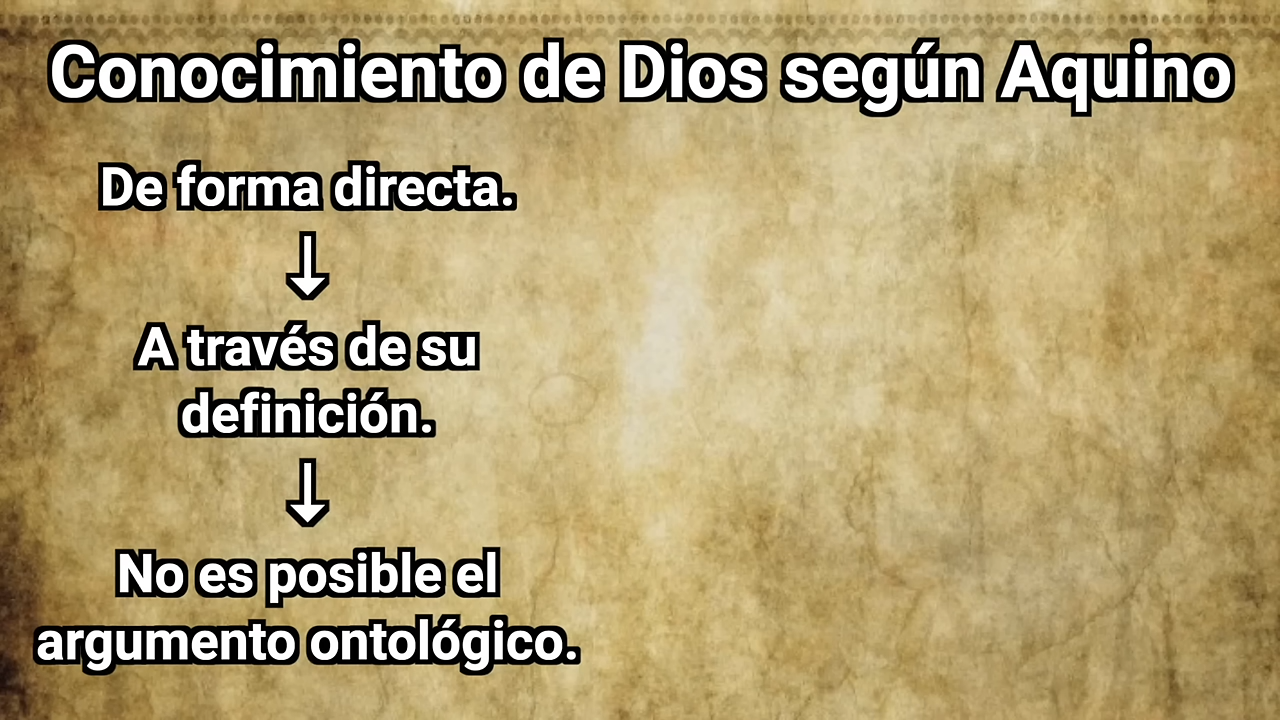 Conocimiento de Dios según Aquino
De forma directa.
↓
A través de su
definición.
↓
No es posible el
argumento ontológico.